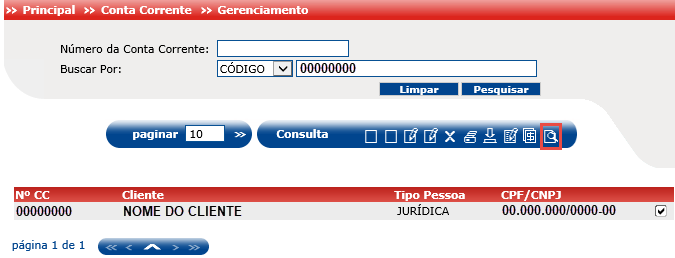 >> Principal >> Conta Corrente >> Gerenciamento
Número da Conta Corrente:
Buscar Por: CÓDIGO 00000000
Limpar Pesquisar
paginar 10 >> Consulta
Nº CC Cliente Tipo Pessoa CPF/CNPJ
00000000 NOME DO CLIENTE JURÍDICA 00.000.000/0000-00
página 1 de 1 << < > >>